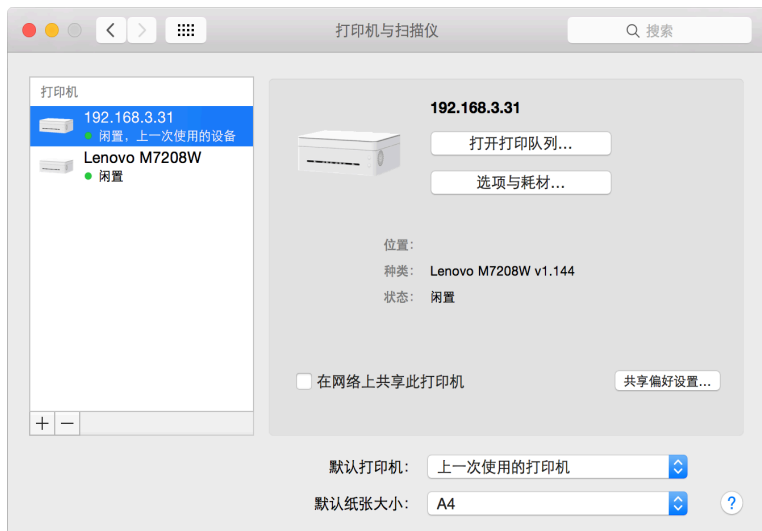 打印机与扫描仪
搜索
打印机
192.168.3.31
闲置，上一次使用的设备
Lenovo M7208W
闲置
192.168.3.31
打开打印队列...
选项与耗材...
位置：
种类： Lenovo M7208W v1.144
状态： 闲置
在网络上共享此打印机
共享偏好设置...
默认打印机： 上一次使用的打印机
默认纸张大小： A4
?